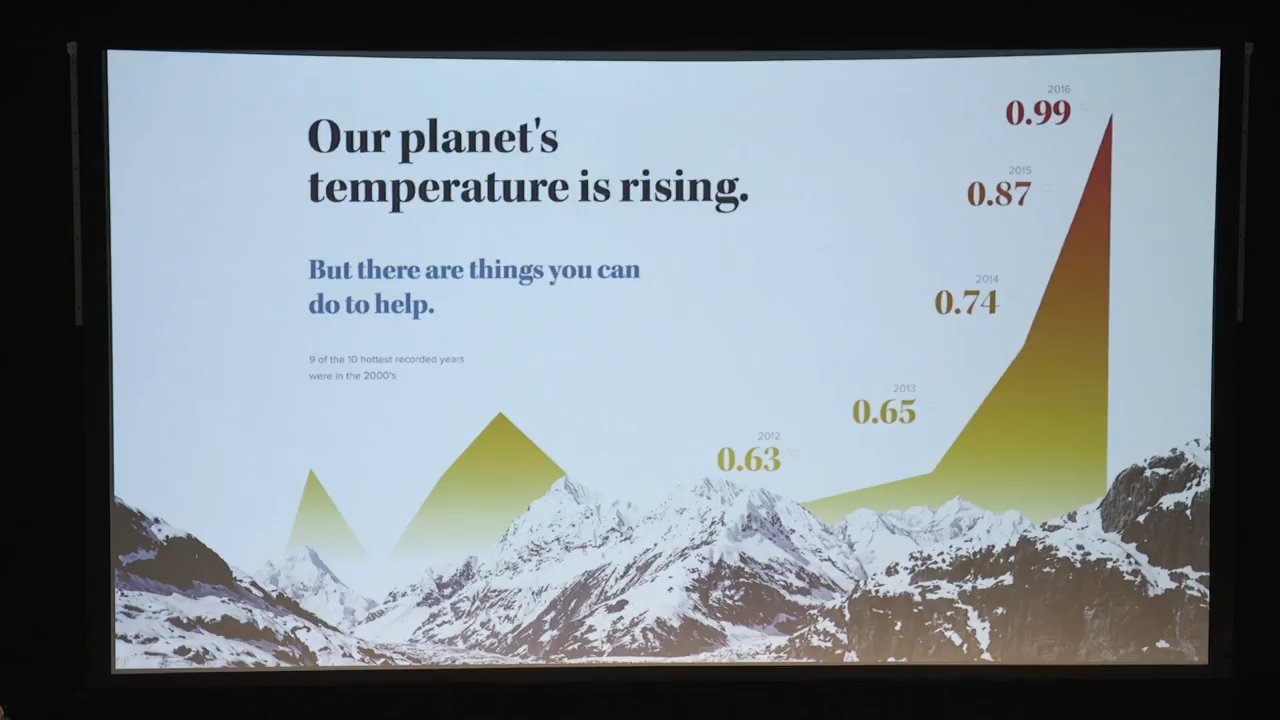 Our planet's
temperature is rising.
But there are things you can
do to help.
9 of the 10 hottest recorded years
were in the 2000's
2012
0.63
2013
0.65
2014
0.74
2015
0.87
2016
0.99